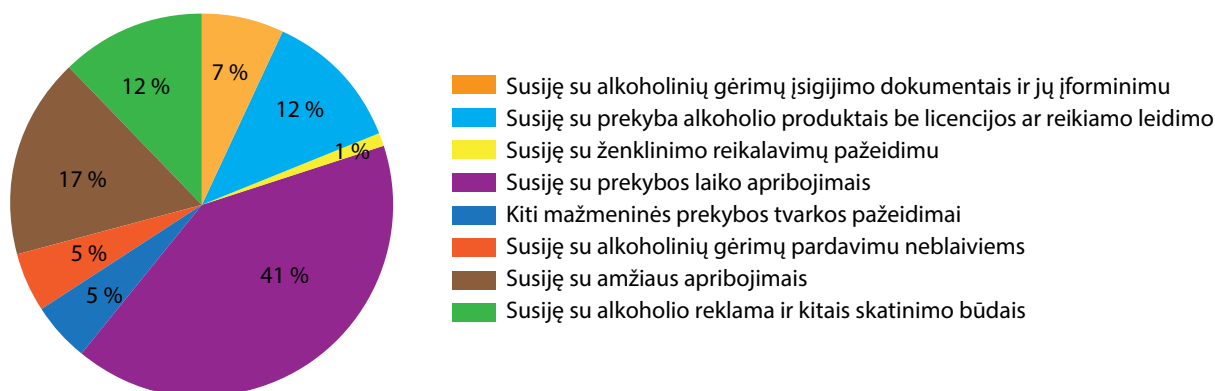 7 %
12 %
12 %
1 %
17 %
5 %
41 %
5 %
Susiję su alkoholinių gėrimų įsigijimo dokumentais ir jų įforminimu
Susiję su prekyba alkoholio produktais be licencijos ar reikiamo leidimo
Susiję su ženklinimo reikalavimų pažeidimu
Susiję su prekybos laiko apribojimais
Kiti mažmeninės prekybos tvarkos pažeidimai
Susiję su alkoholinių gėrimų pardavimu neblaiviems
Susiję su amžiaus apribojimais
Susiję su alkoholio reklama ir kitais skatinimo būdais